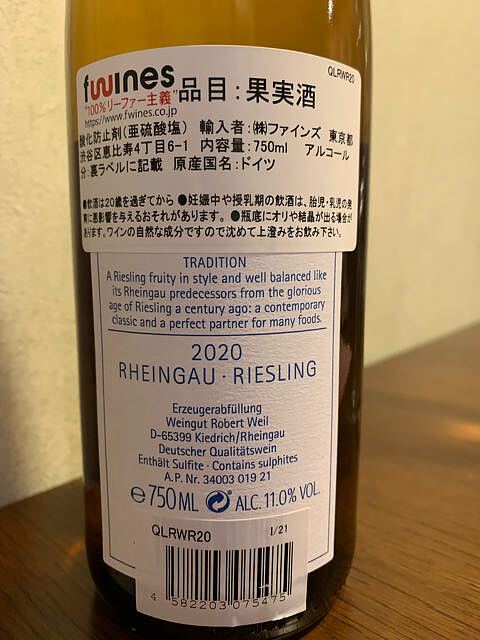 QLRWR20
fwines 品目:果実酒
"100%リーファー主義"
https://www.fwines.co.jp
酸化防止剤(亜硫酸塩) 輸入者:(株)ファインズ 東京都
渋谷区恵比寿4丁目6-1 内容量:750ml アルコール
分:裏ラベルに記載 原産国名:ドイツ
●飲酒は20歳を過ぎてから ●妊娠中や授乳期の飲酒は、胎児・乳児の発
育に悪影響を与えるおそれがあります。 ●瓶底にオリや結晶が出る場合が
あります。ワインの自然な成分ですので沈めて上澄みをお飲み下さい。
TRADITION
A Riesling fruity in style and well balanced like
its Rheingau predecessors from the glorious
age of Riesling a century ago: a contemporary
classic and a perfect partner for many foods.
2020
RHEINGAU · RIESLING
Erzeugerabfüllung
Weingut Robert Weil
D-65399 Kiedrich/Rheingau
Deutscher Qualitätswein
Enthält Sulfite · Contains sulphites
A. P. Nr. 34003 019 21
℮750 ML ALC. 11.0% VOL.
QLRWR20 I/21
4 582203 075475